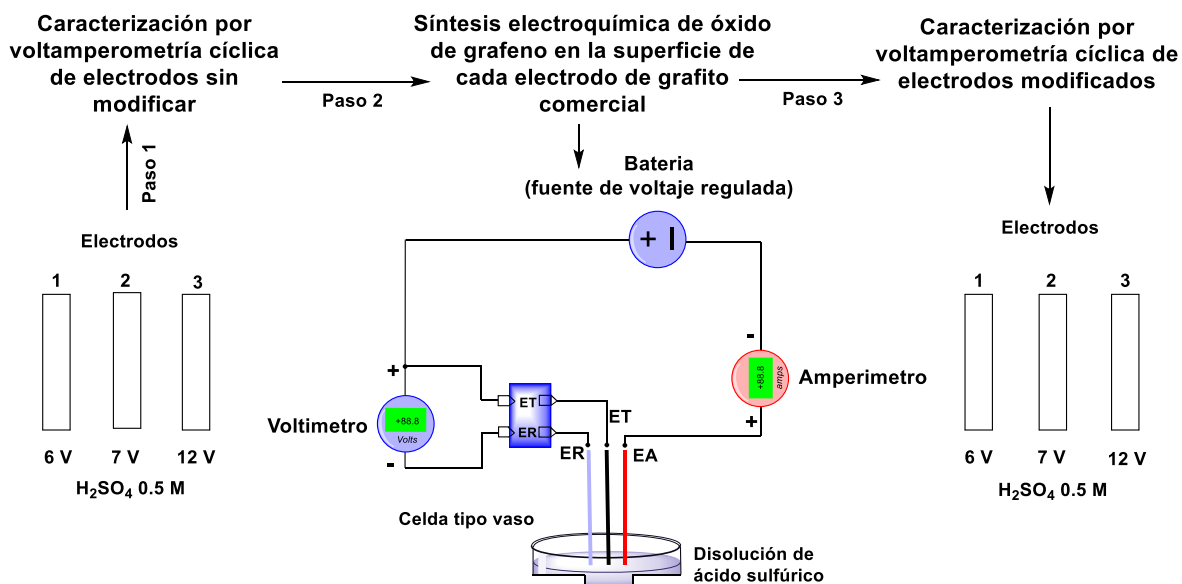 Caracterización por
voltamperometría cíclica
de electrodos sin
modificar
Paso 2
Síntesis electroquímica de óxido
de grafeno en la superficie de
cada electrodo de grafito
comercial
Paso 3
Caracterización por
voltamperometría cíclica de
electrodos modificados
Paso 1
Electrodos
1 2 3
6 V 7 V 12 V
H₂SO₄ 0.5 M
Bateria
(fuente de voltaje regulada)
+ |
-
+
Voltimetro
+88.8
Volts
-
ET
ER
ET
ER
EA
+88.8
amps
Amperimetro
+
Celda tipo vaso
Disolución de
ácido sulfúrico
Electrodos
1 2 3
6 V 7 V 12 V
H₂SO₄ 0.5 M